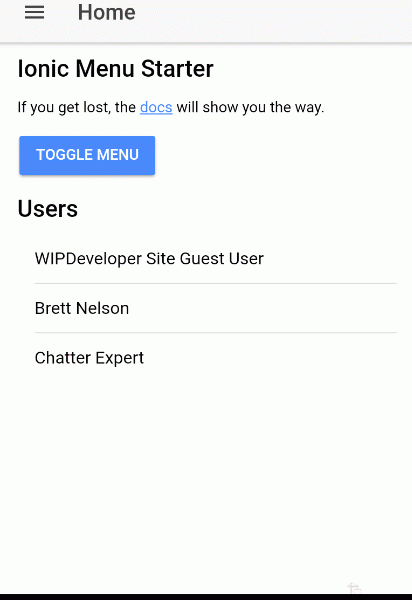 Home
Ionic Menu Starter
If you get lost, the docs will show you the way.
TOGGLE MENU
Users
WIPDeveloper Site Guest User
Brett Nelson
Chatter Expert